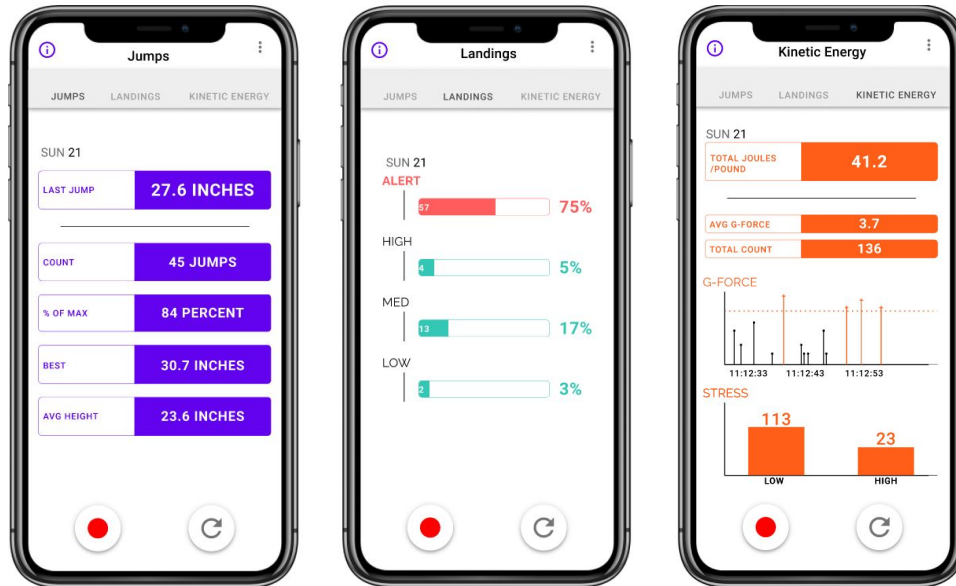 Jumps
JUMPS LANDINGS KINETIC ENERGY
SUN 21
LAST JUMP 27.6 INCHES
COUNT 45 JUMPS
% OF MAX 84 PERCENT
BEST 30.7 INCHES
AVG HEIGHT 23.6 INCHES
Landings
JUMPS LANDINGS KINETIC ENERGY
SUN 21
ALERT
57 75%
HIGH
4 5%
MED
13 17%
LOW
2 3%
Kinetic Energy
JUMPS LANDINGS KINETIC ENERGY
SUN 21
TOTAL JOULES
/POUND 41.2
AVG G-FORCE 3.7
TOTAL COUNT 136
G-FORCE
11:12:33 11:12:43 11:12:53
STRESS
113 23
LOW HIGH